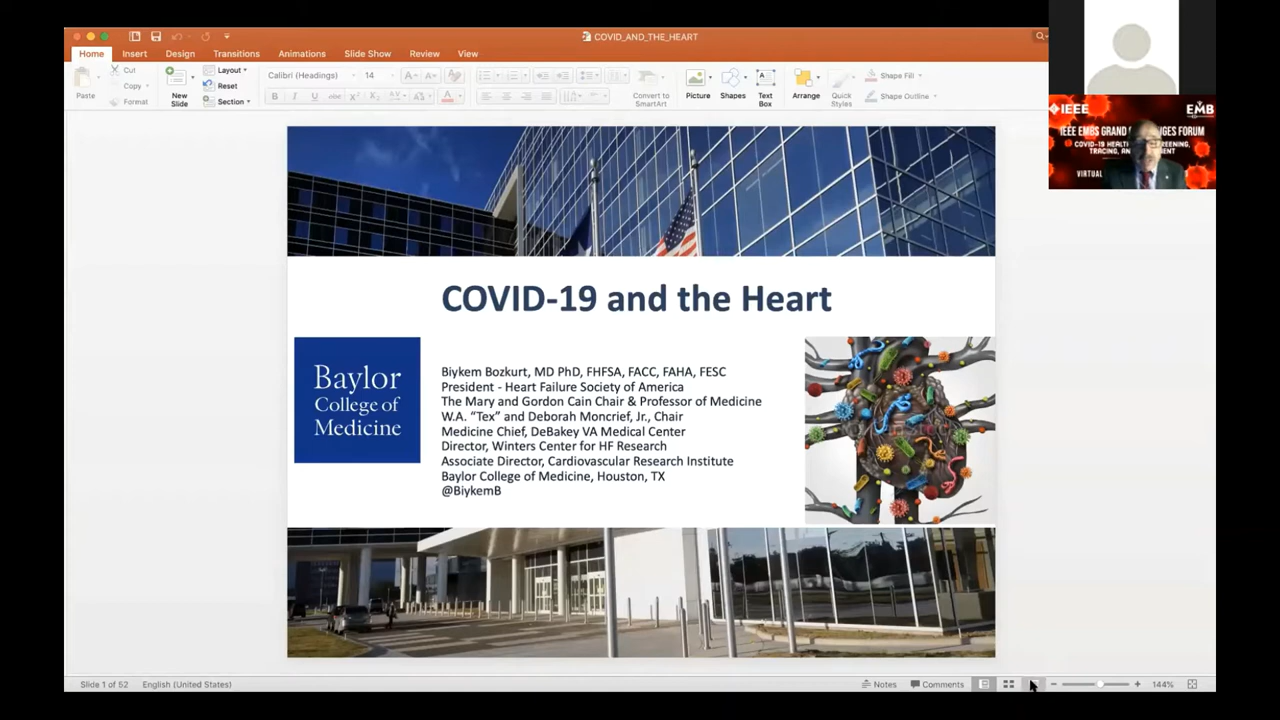 COVID_AND_THE_HEART
Home Insert Design Transitions Animations Slide Show Review View
Paste
Cut
Copy
Format
New
Slide
Layout
Reset
Section
Calibri (Headings)
14
Convert to
SmartArt
Picture
Shapes
Text
Box
Arrange
Quick
Styles
Shape Fill
Shape Outline
IEEE
EMB
IEEE EMBS GRAND
FORUM
COVID-19
TRACING,
VIRTUAL
COVID-19 and the Heart
Baylor
College of
Medicine
Biykem Bozkurt, MD PhD, FHFSA, FACC, FAHA, FESC
President - Heart Failure Society of America
The Mary and Gordon Cain Chair & Professor of Medicine
W.A. “Tex” and Deborah Moncrief, Jr., Chair
Medicine Chief, DeBakey VA Medical Center
Director, Winters Center for HF Research
Associate Director, Cardiovascular Research Institute
Baylor College of Medicine, Houston, TX
@BiykemB
Slide 1 of 52 English (United States) Notes Comments 144%